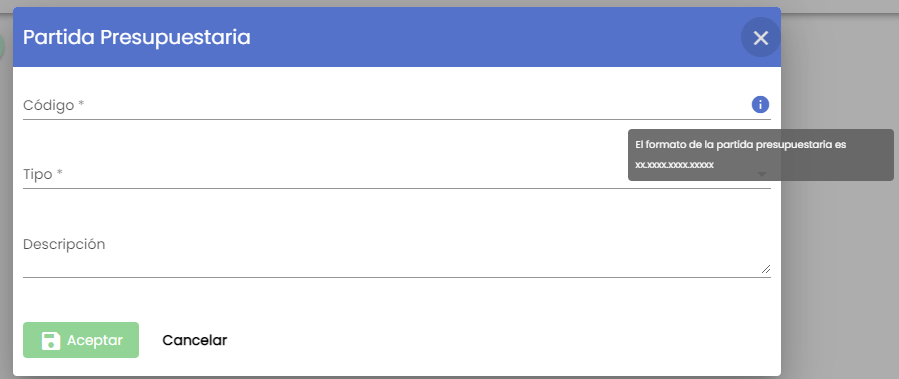 Partida Presupuestaria
Código *
El formato de la partida presupuestaria es
xx.xxxx.xxxx.xxxxx
Tipo *
Descripción
Aceptar
Cancelar